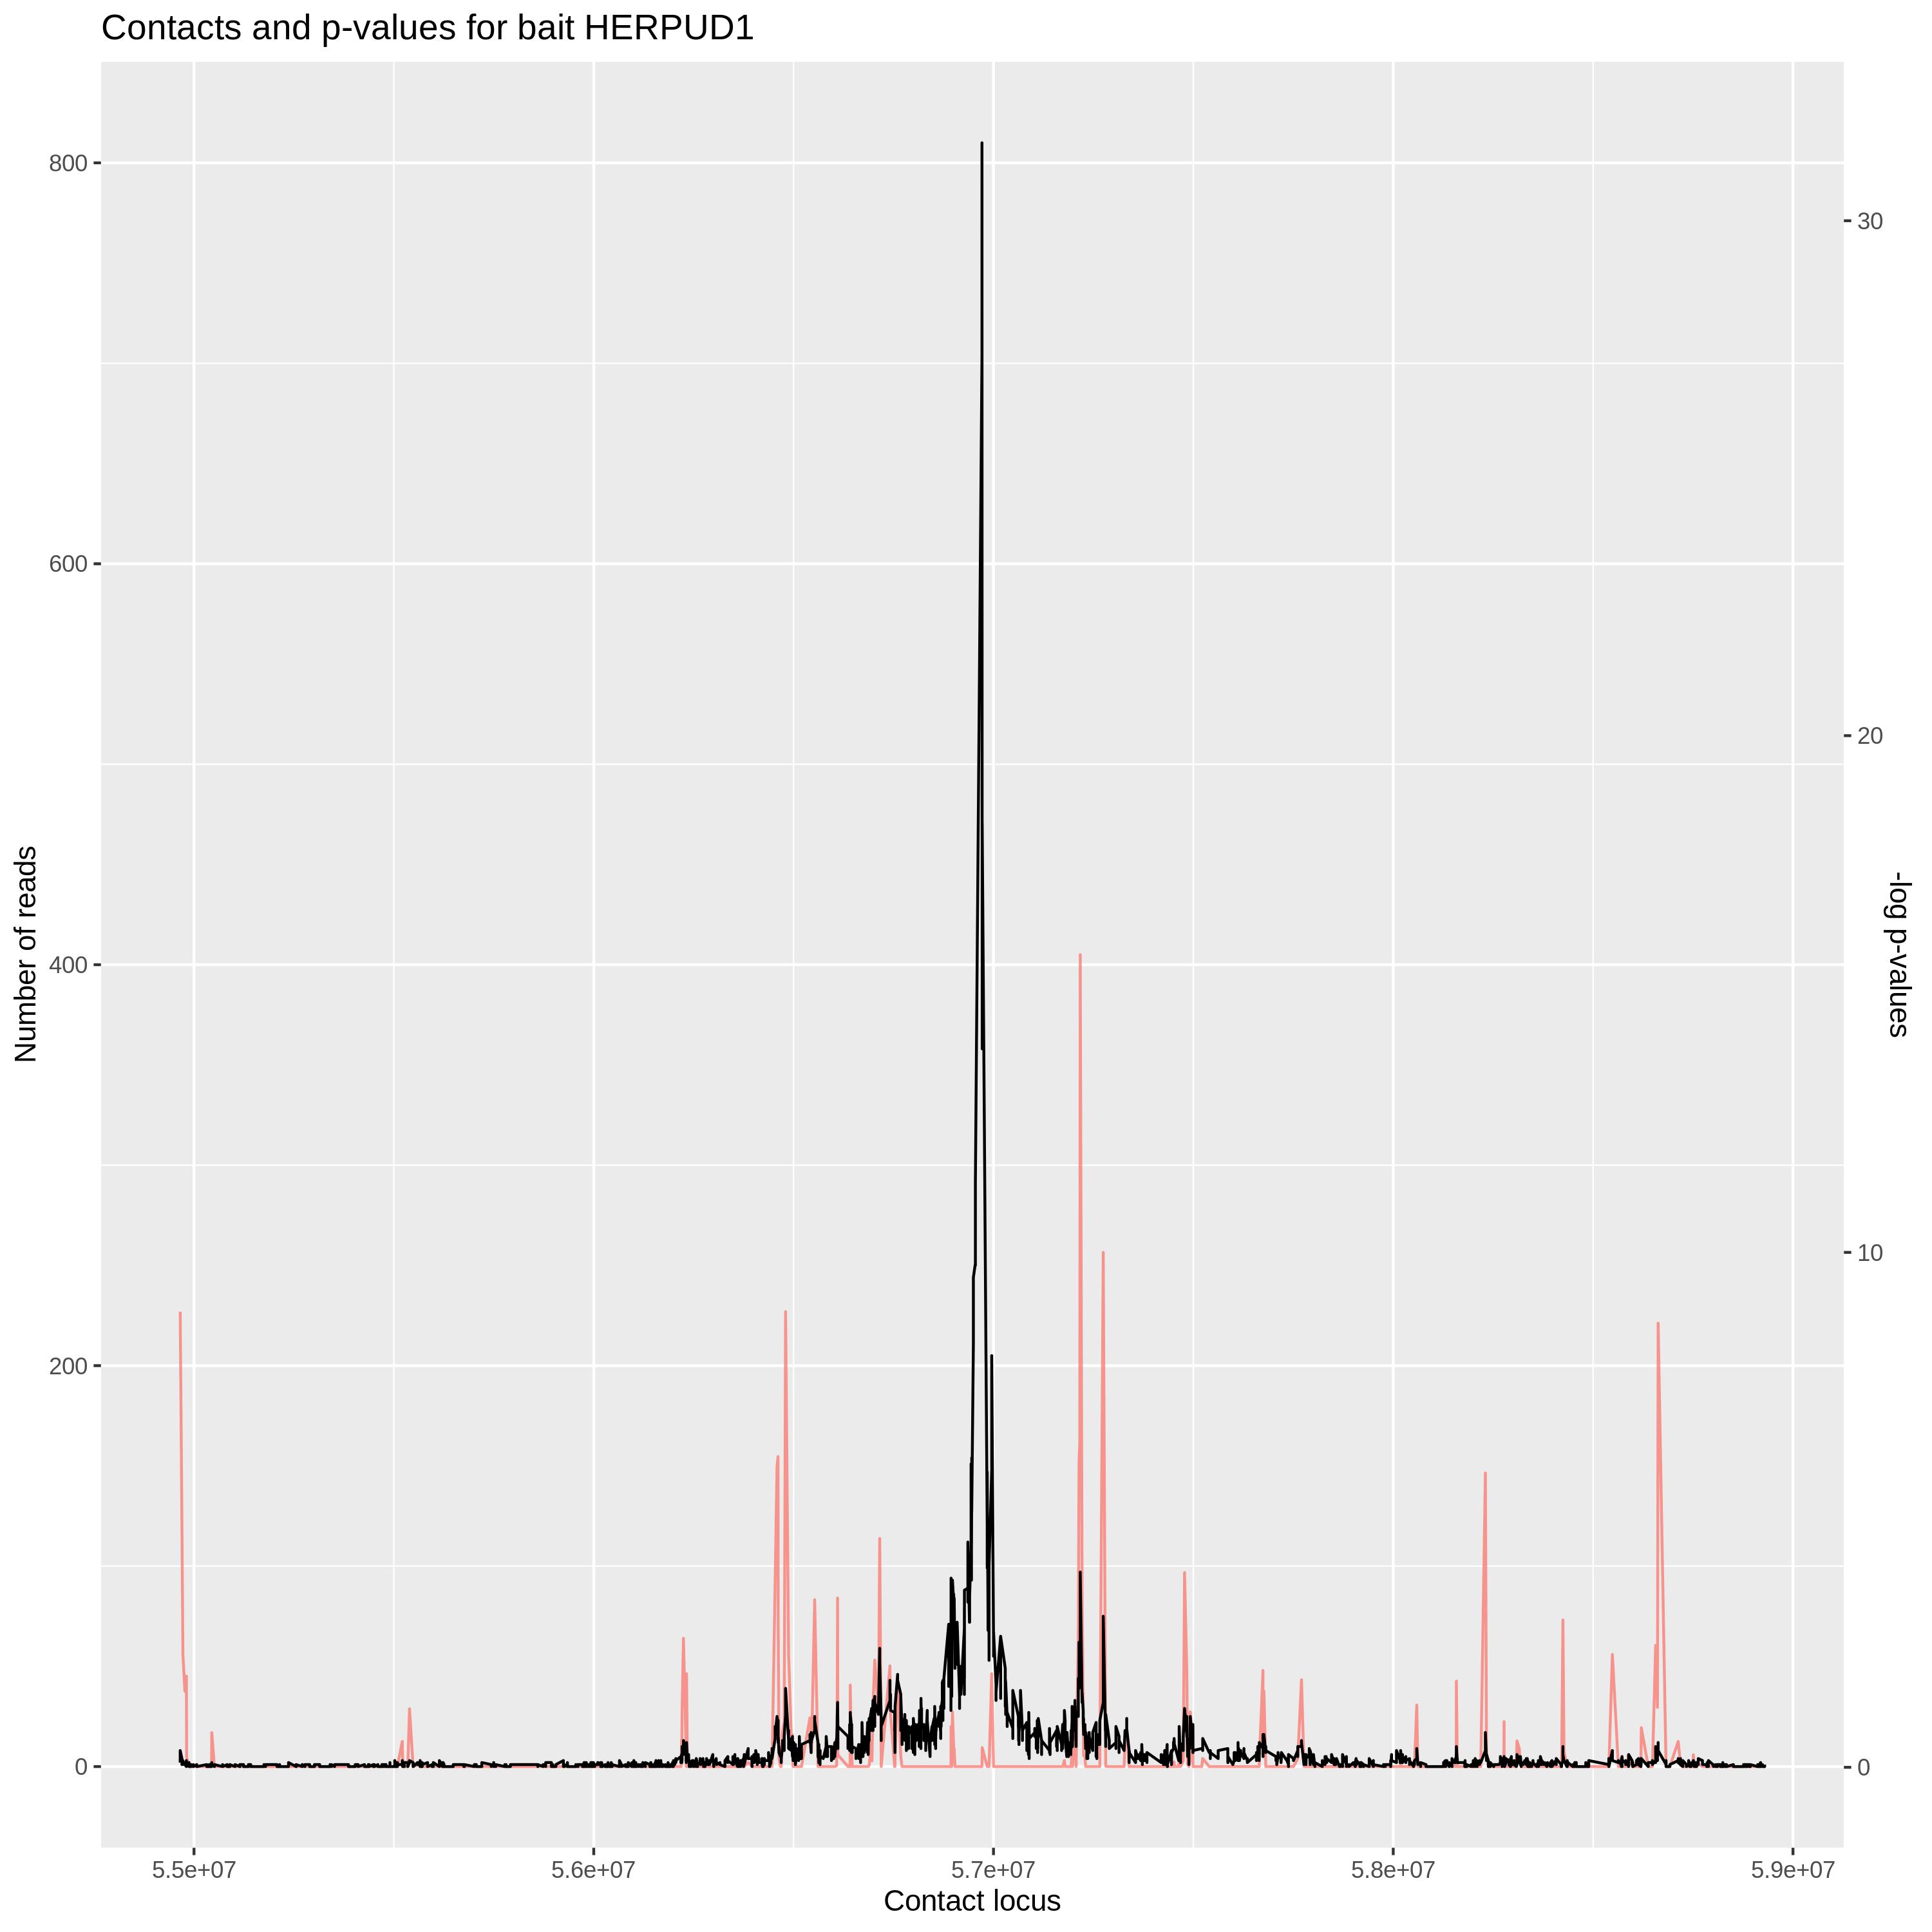 Contacts and p-values for bait HERPUD1
Number of reads
800
600
400
200
0
30
20
10
0
-log p-values
5.5e+07
5.6e+07
5.7e+07
5.8e+07
5.9e+07
Contact locus